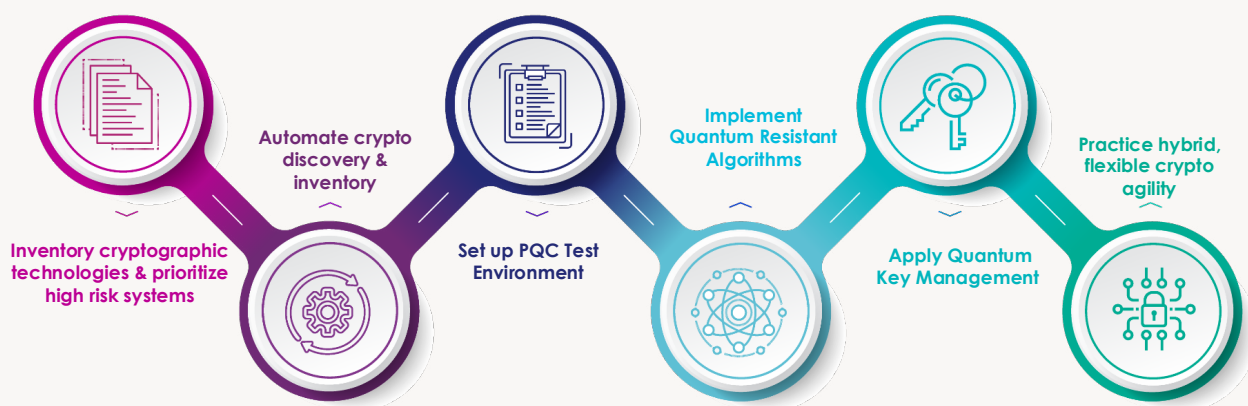 Inventory cryptographic
technologies & prioritize
high risk systems
Automate crypto
discovery &
inventory
Set up PQC Test
Environment
Implement
Quantum Resistant
Algorithms
Apply Quantum
Key Management
Practice hybrid,
flexible crypto
agility